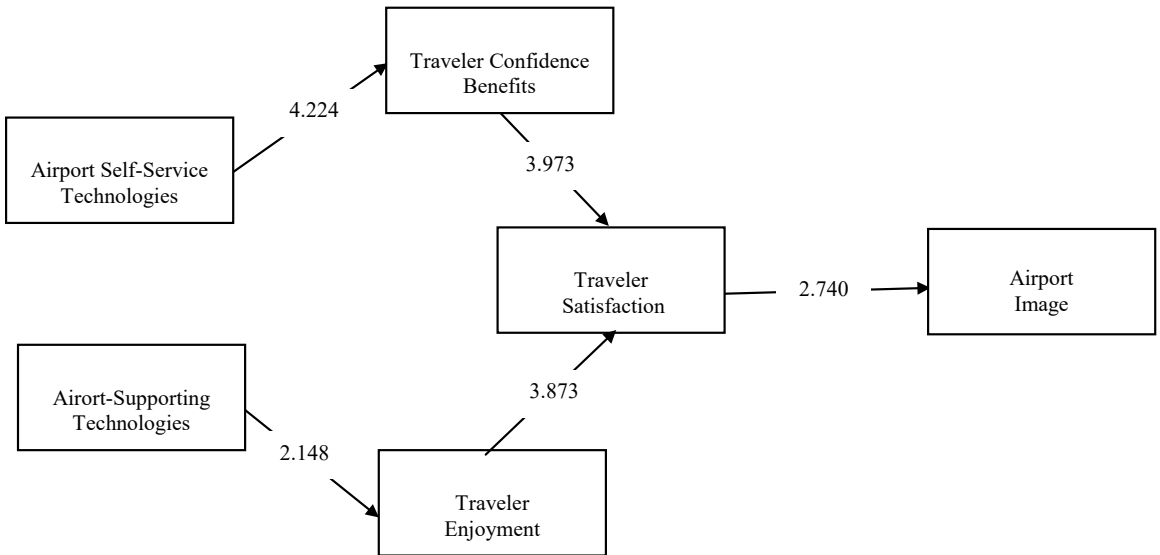 Traveler Confidence
Benefits
4.224
Airport Self-Service
Technologies
3.973
Traveler
Satisfaction
2.740
Airport
Image
Airort-Supporting
Technologies
3.873
2.148
Traveler
Enjoyment